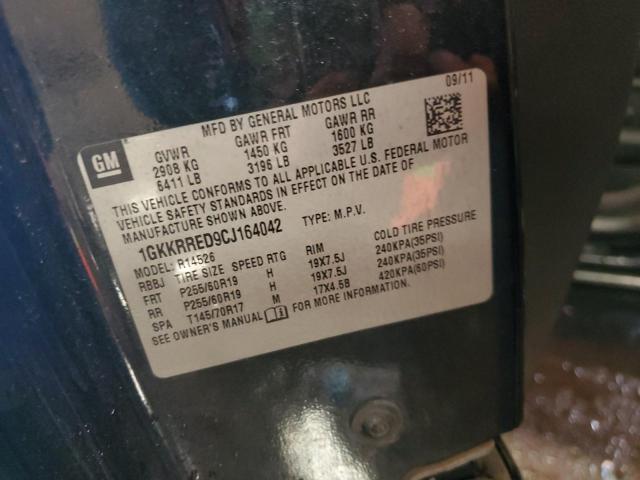 09/11
MFD BY GENERAL MOTORS LLC
GM
GVWR GAWR FRT GAWR RR
2908 KG 1450 KG 1600 KG
6411 LB 3196 LB 3527 LB
THIS VEHICLE CONFORMS TO ALL APPLICABLE U.S. FEDERAL MOTOR
VEHICLE SAFETY STANDARDS IN EFFECT ON THE DATE OF
MANUFACTURE SHOWN ABOVE.
1GKKRRED9CJ164042 TYPE: M.P.V.
MODEL: R14526
RBBJ TIRE SIZE SPEED RTG RIM COLD TIRE PRESSURE
FRT P255/60R19 H 19X7.5J 240KPA(35PSI)
RR P255/60R19 H 19X7.5J 240KPA(35PSI)
SPA T145/70R17 M 17X4.5B 420KPA(60PSI)
SEE OWNER'S MANUAL FOR MORE INFORMATION.